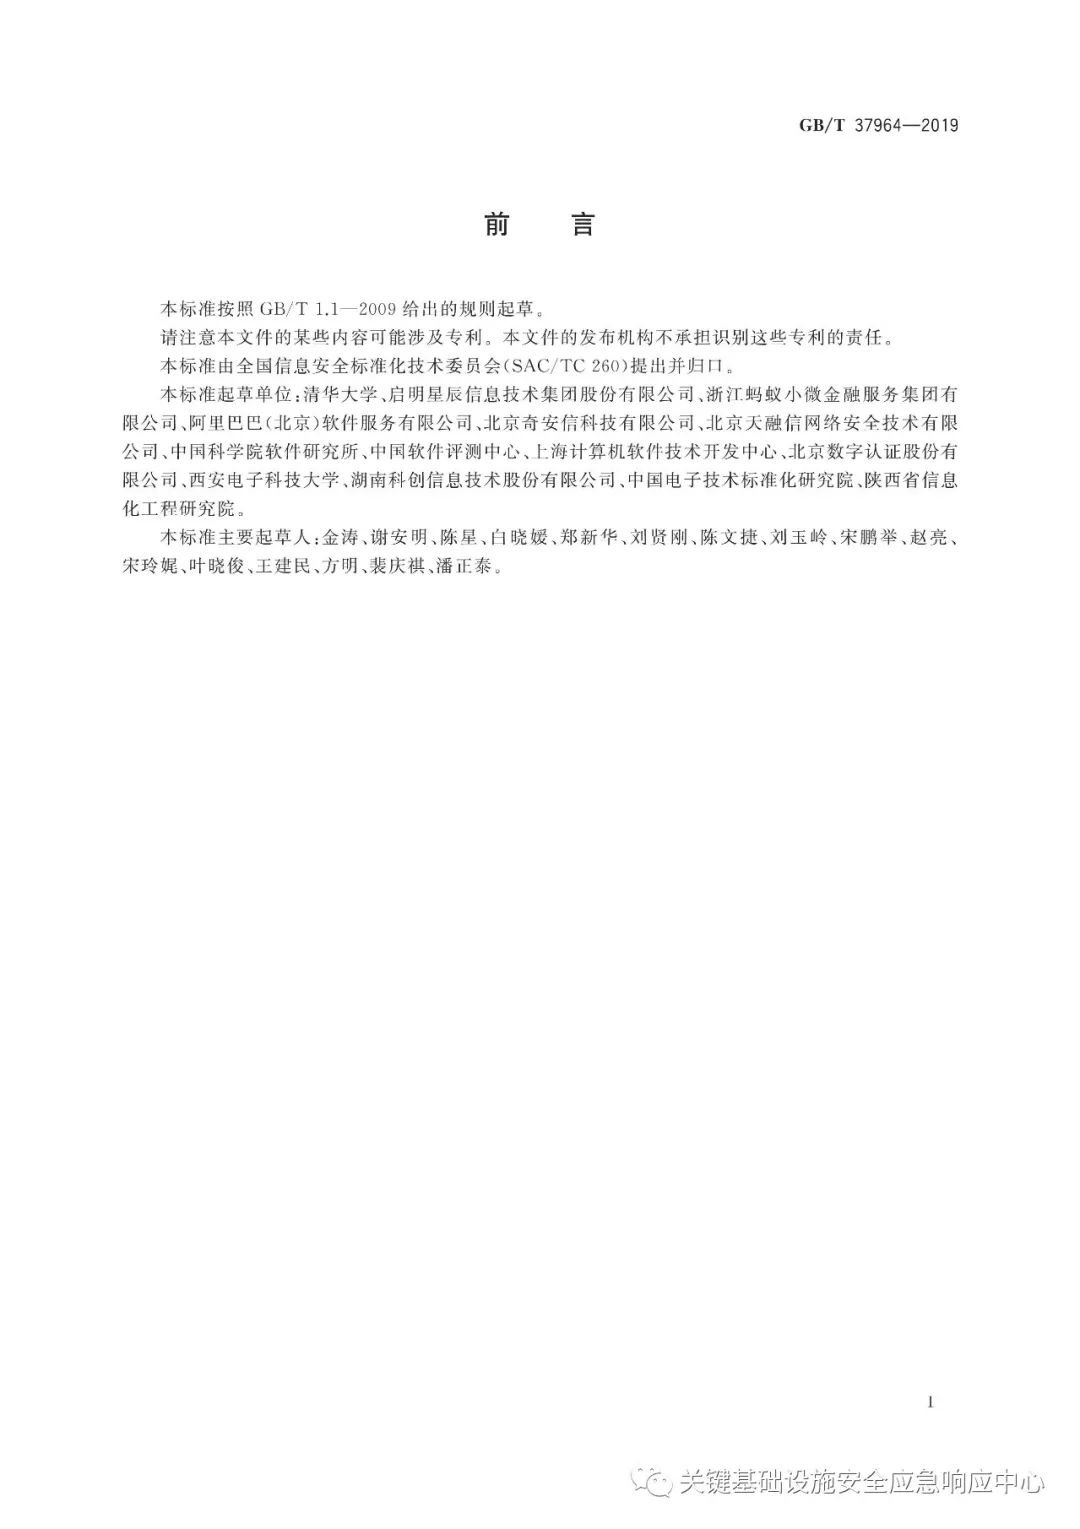 GB/T 37964—2019
前 言
本标准按照 GB/T 1.1—2009 给出的规则起草。
请注意本文件的某些内容可能涉及专利。本文件的发布机构不承担识别这些专利的责任。
本标准由全国信息安全标准化技术委员会(SAC/TC 260)提出并归口。
本标准起草单位:清华大学、启明星辰信息技术集团股份有限公司、浙江蚂蚁小微金融服务集团有
限公司、阿里巴巴(北京)软件服务有限公司、北京奇安信科技有限公司、北京天融信网络安全技术有限
公司、中国科学院软件研究所、中国软件评测中心、上海计算机软件技术开发中心、北京数字认证股份有
限公司、西安电子科技大学、湖南科创信息技术股份有限公司、中国电子技术标准化研究院、陕西省信息
化工程研究院。
本标准主要起草人:金涛、谢安明、陈星、白晓媛、郑新华、刘贤刚、陈文捷、刘玉岭、宋鹏举、赵亮、
宋玲娓、叶晓俊、王建民、方明、裴庆祺、潘正泰。
I
关键基础设施安全应急响应中心